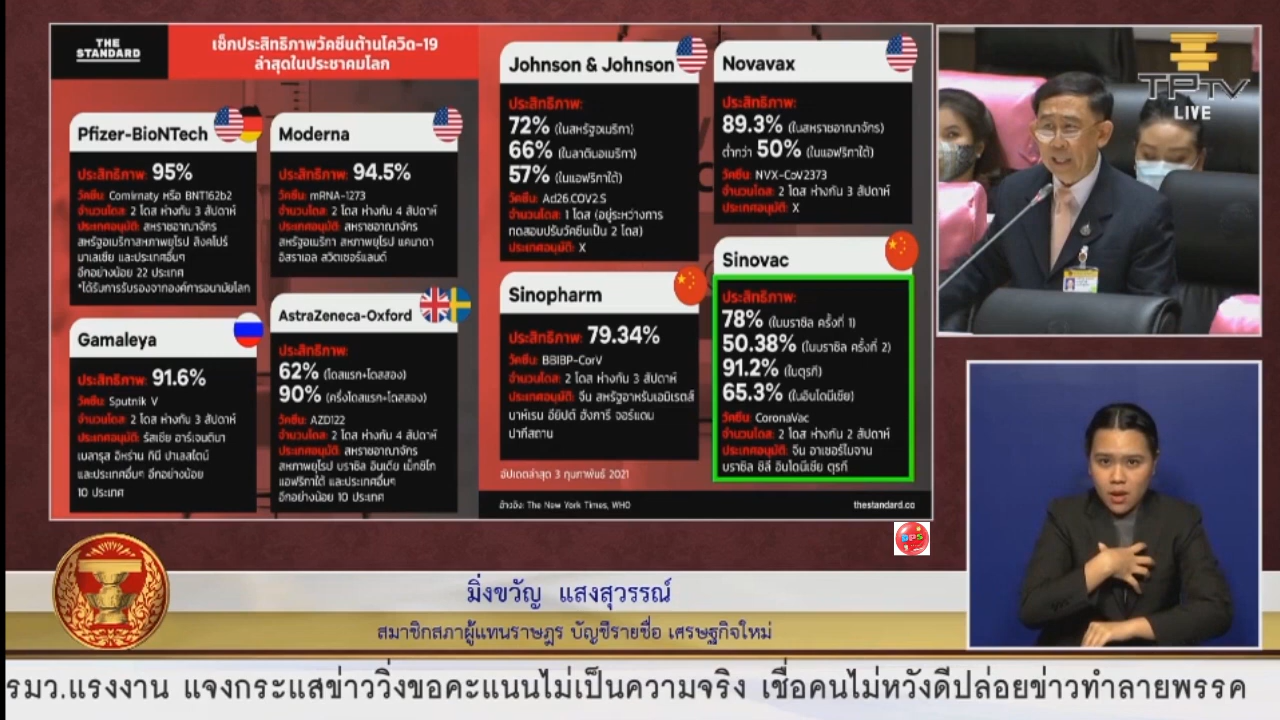 THE
STANDARD
เช็กประสิทธิภาพวัคซีนต้านโควิด-19
ล่าสุดในประชาคมโลก
Pfizer-BioNTech
ประสิทธิภาพ: 95%
วัคซีน: Comirnaty หรือ BNT162b2
จำนวนโดส: 2 โดส ห่างกัน 3 สัปดาห์
ประเทศอนุมัติ: สหราชอาณาจักร
สหรัฐอเมริกาสหภาพยุโรป สิงคโปร์
มาเลเซีย และประเทศอื่นๆ
อีกอย่างน้อย 22 ประเทศ
*ได้รับการรับรองจากองค์การอนามัยโลก
Moderna
ประสิทธิภาพ: 94.5%
วัคซีน: mRNA-1273
จำนวนโดส: 2 โดส ห่างกัน 4 สัปดาห์
ประเทศอนุมัติ: สหราชอาณาจักร
สหรัฐอเมริกา สหภาพยุโรป แคนาดา
อิสราเอล สวิตเซอร์แลนด์
Gamaleya
ประสิทธิภาพ: 91.6%
วัคซีน: Sputnik V
จำนวนโดส: 2 โดส ห่างกัน 3 สัปดาห์
ประเทศอนุมัติ: รัสเซีย อาร์เจนตินา
เบลารุส อิหร่าน กินี ปาเลสไตน์
และประเทศอื่นๆ อีกอย่างน้อย
10 ประเทศ
AstraZeneca-Oxford
ประสิทธิภาพ:
62% (โดสแรก+โดสสอง)
90% (ครึ่งโดสแรก+โดสสอง)
วัคซีน: AZD122
จำนวนโดส: 2 โดส ห่างกัน 4 สัปดาห์
ประเทศอนุมัติ: สหราชอาณาจักร
สหภาพยุโรป บราซิล อินเดีย เม็กซิโก
แอฟริกาใต้ และประเทศอื่นๆ
อีกอย่างน้อย 10 ประเทศ
Johnson & Johnson
ประสิทธิภาพ:
72% (ในสหรัฐอเมริกา)
66% (ในลาตินอเมริกา)
57% (ในแอฟริกาใต้)
วัคซีน: Ad26.COV2.S
จำนวนโดส: 1 โดส (อยู่ระหว่างการ
ทดสอบปรับวัคซีนเป็น 2 โดส)
ประเทศอนุมัติ: X
Novavax
ประสิทธิภาพ:
89.3% (ในสหราชอาณาจักร)
ต่ำกว่า 50% (ในแอฟริกาใต้)
วัคซีน: NVX-CoV2373
จำนวนโดส: 2 โดส ห่างกัน 3 สัปดาห์
ประเทศอนุมัติ: X
Sinopharm
ประสิทธิภาพ: 79.34%
วัคซีน: BBIBP-CorV
จำนวนโดส: 2 โดส ห่างกัน 3 สัปดาห์
ประเทศอนุมัติ: จีน สหรัฐอาหรับเอมิเรตส์
บาห์เรน อียิปต์ ฮังการี จอร์แดน
ปากีสถาน
Sinovac
ประสิทธิภาพ:
78% (ในบราซิล ครั้งที่ 1)
50.38% (ในบราซิล ครั้งที่ 2)
91.2% (ในตุรกี)
65.3% (ในอินโดนีเซีย)
วัคซีน: CoronaVac
จำนวนโดส: 2 โดส ห่างกัน 2 สัปดาห์
ประเทศอนุมัติ: จีน อาเซอร์ไบจาน
บราซิล ชิลี อินโดนีเซีย ตุรกี
อัปเดตล่าสุด 3 กุมภาพันธ์ 2021
อ้างอิง: The New York Times, WHO
thestandard.co
TPTV
LIVE
DPS
มิ่งขวัญ แสงสุวรรณ์
สมาชิกสภาผู้แทนราษฎร บัญชีรายชื่อ เศรษฐกิจใหม่
รมว.แรงงาน แจงกระแสข่าววิ่งขอคะแนนไม่เป็นความจริง เชื่อคนไม่หวังดีปล่อยข่าวทำลายพรรค